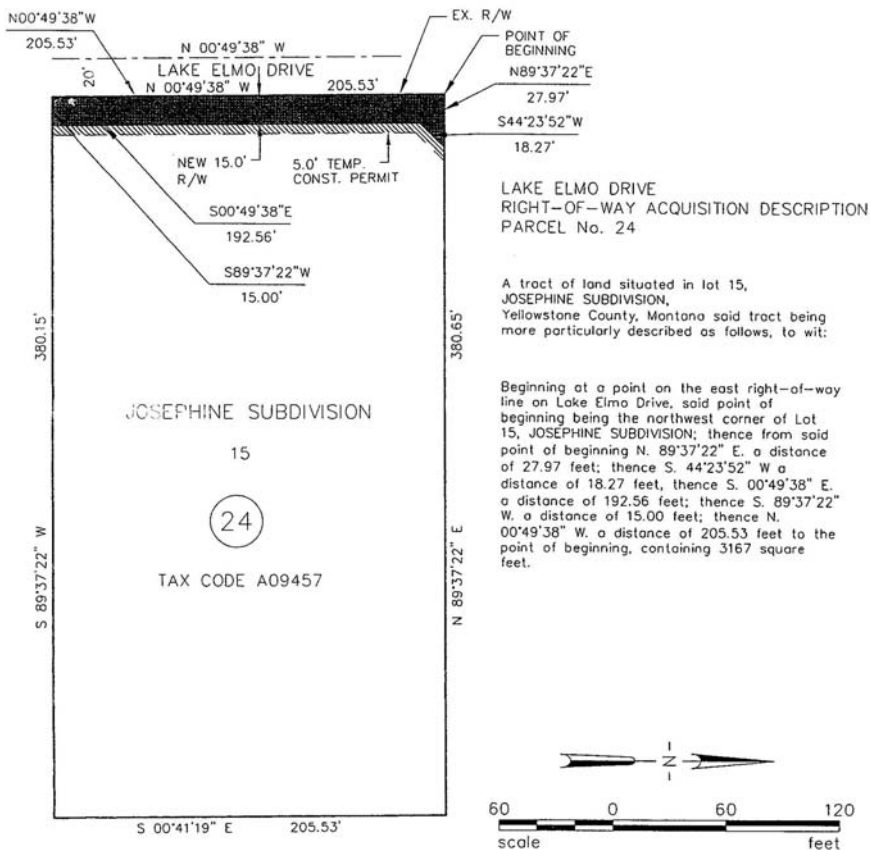 N00°49'38"W
205.53'
N 00°49'38" W
20'
LAKE ELMO DRIVE
N 00°49'38" W 205.53'
EX. R/W
POINT OF
BEGINNING
N89°37'22"E
27.97'
S44°23'52"W
18.27'
NEW 15.0'
R/W
5.0' TEMP.
CONST. PERMIT
S00°49'38"E
192.56'
S89°37'22"W
15.00'
380.15'
380.65'
S 89°37'22" W
N 89°37'22" E
JOSEPHINE SUBDIVISION
15
24
TAX CODE A09457
S 00°41'19" E 205.53'
LAKE ELMO DRIVE
RIGHT-OF-WAY ACQUISITION DESCRIPTION
PARCEL No. 24
A tract of land situated in lot 15,
JOSEPHINE SUBDIVISION,
Yellowstone County, Montana said tract being
more particularly described as follows, to wit:
Beginning at a point on the east right-of-way
line on Lake Elmo Drive, said point of
beginning being the northwest corner of Lot
15, JOSEPHINE SUBDIVISION; thence from said
point of beginning N. 89°37'22" E. a distance
of 27.97 feet; thence S. 44°23'52" W a
distance of 18.27 feet, thence S. 00°49'38" E.
a distance of 192.56 feet; thence S. 89°37'22"
W. a distance of 15.00 feet; thence N.
00°49'38" W. a distance of 205.53 feet to the
point of beginning, containing 3167 square
feet.
N
60 0 60 120
scale feet